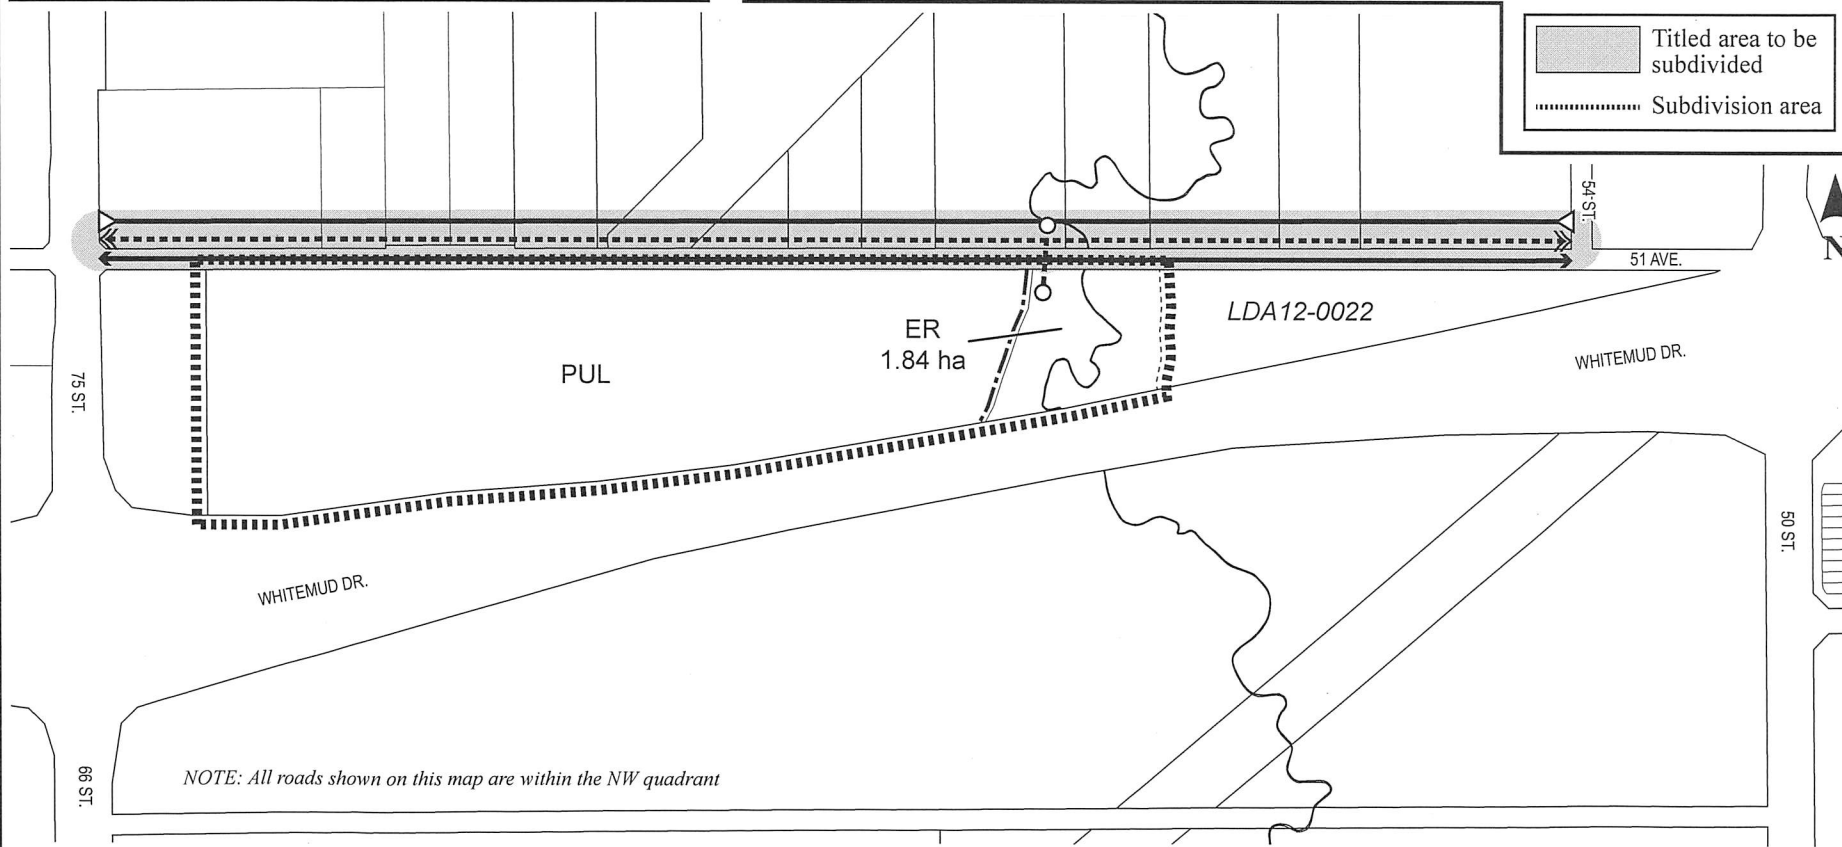 Titled area to be
subdivided
Subdivision area
54 ST.
51 AVE.
N
LDA12-0022
ER
1.84 ha
PUL
WHITEMUD DR.
75 ST.
50 ST.
WHITEMUD DR.
66 ST.
NOTE: All roads shown on this map are within the NW quadrant